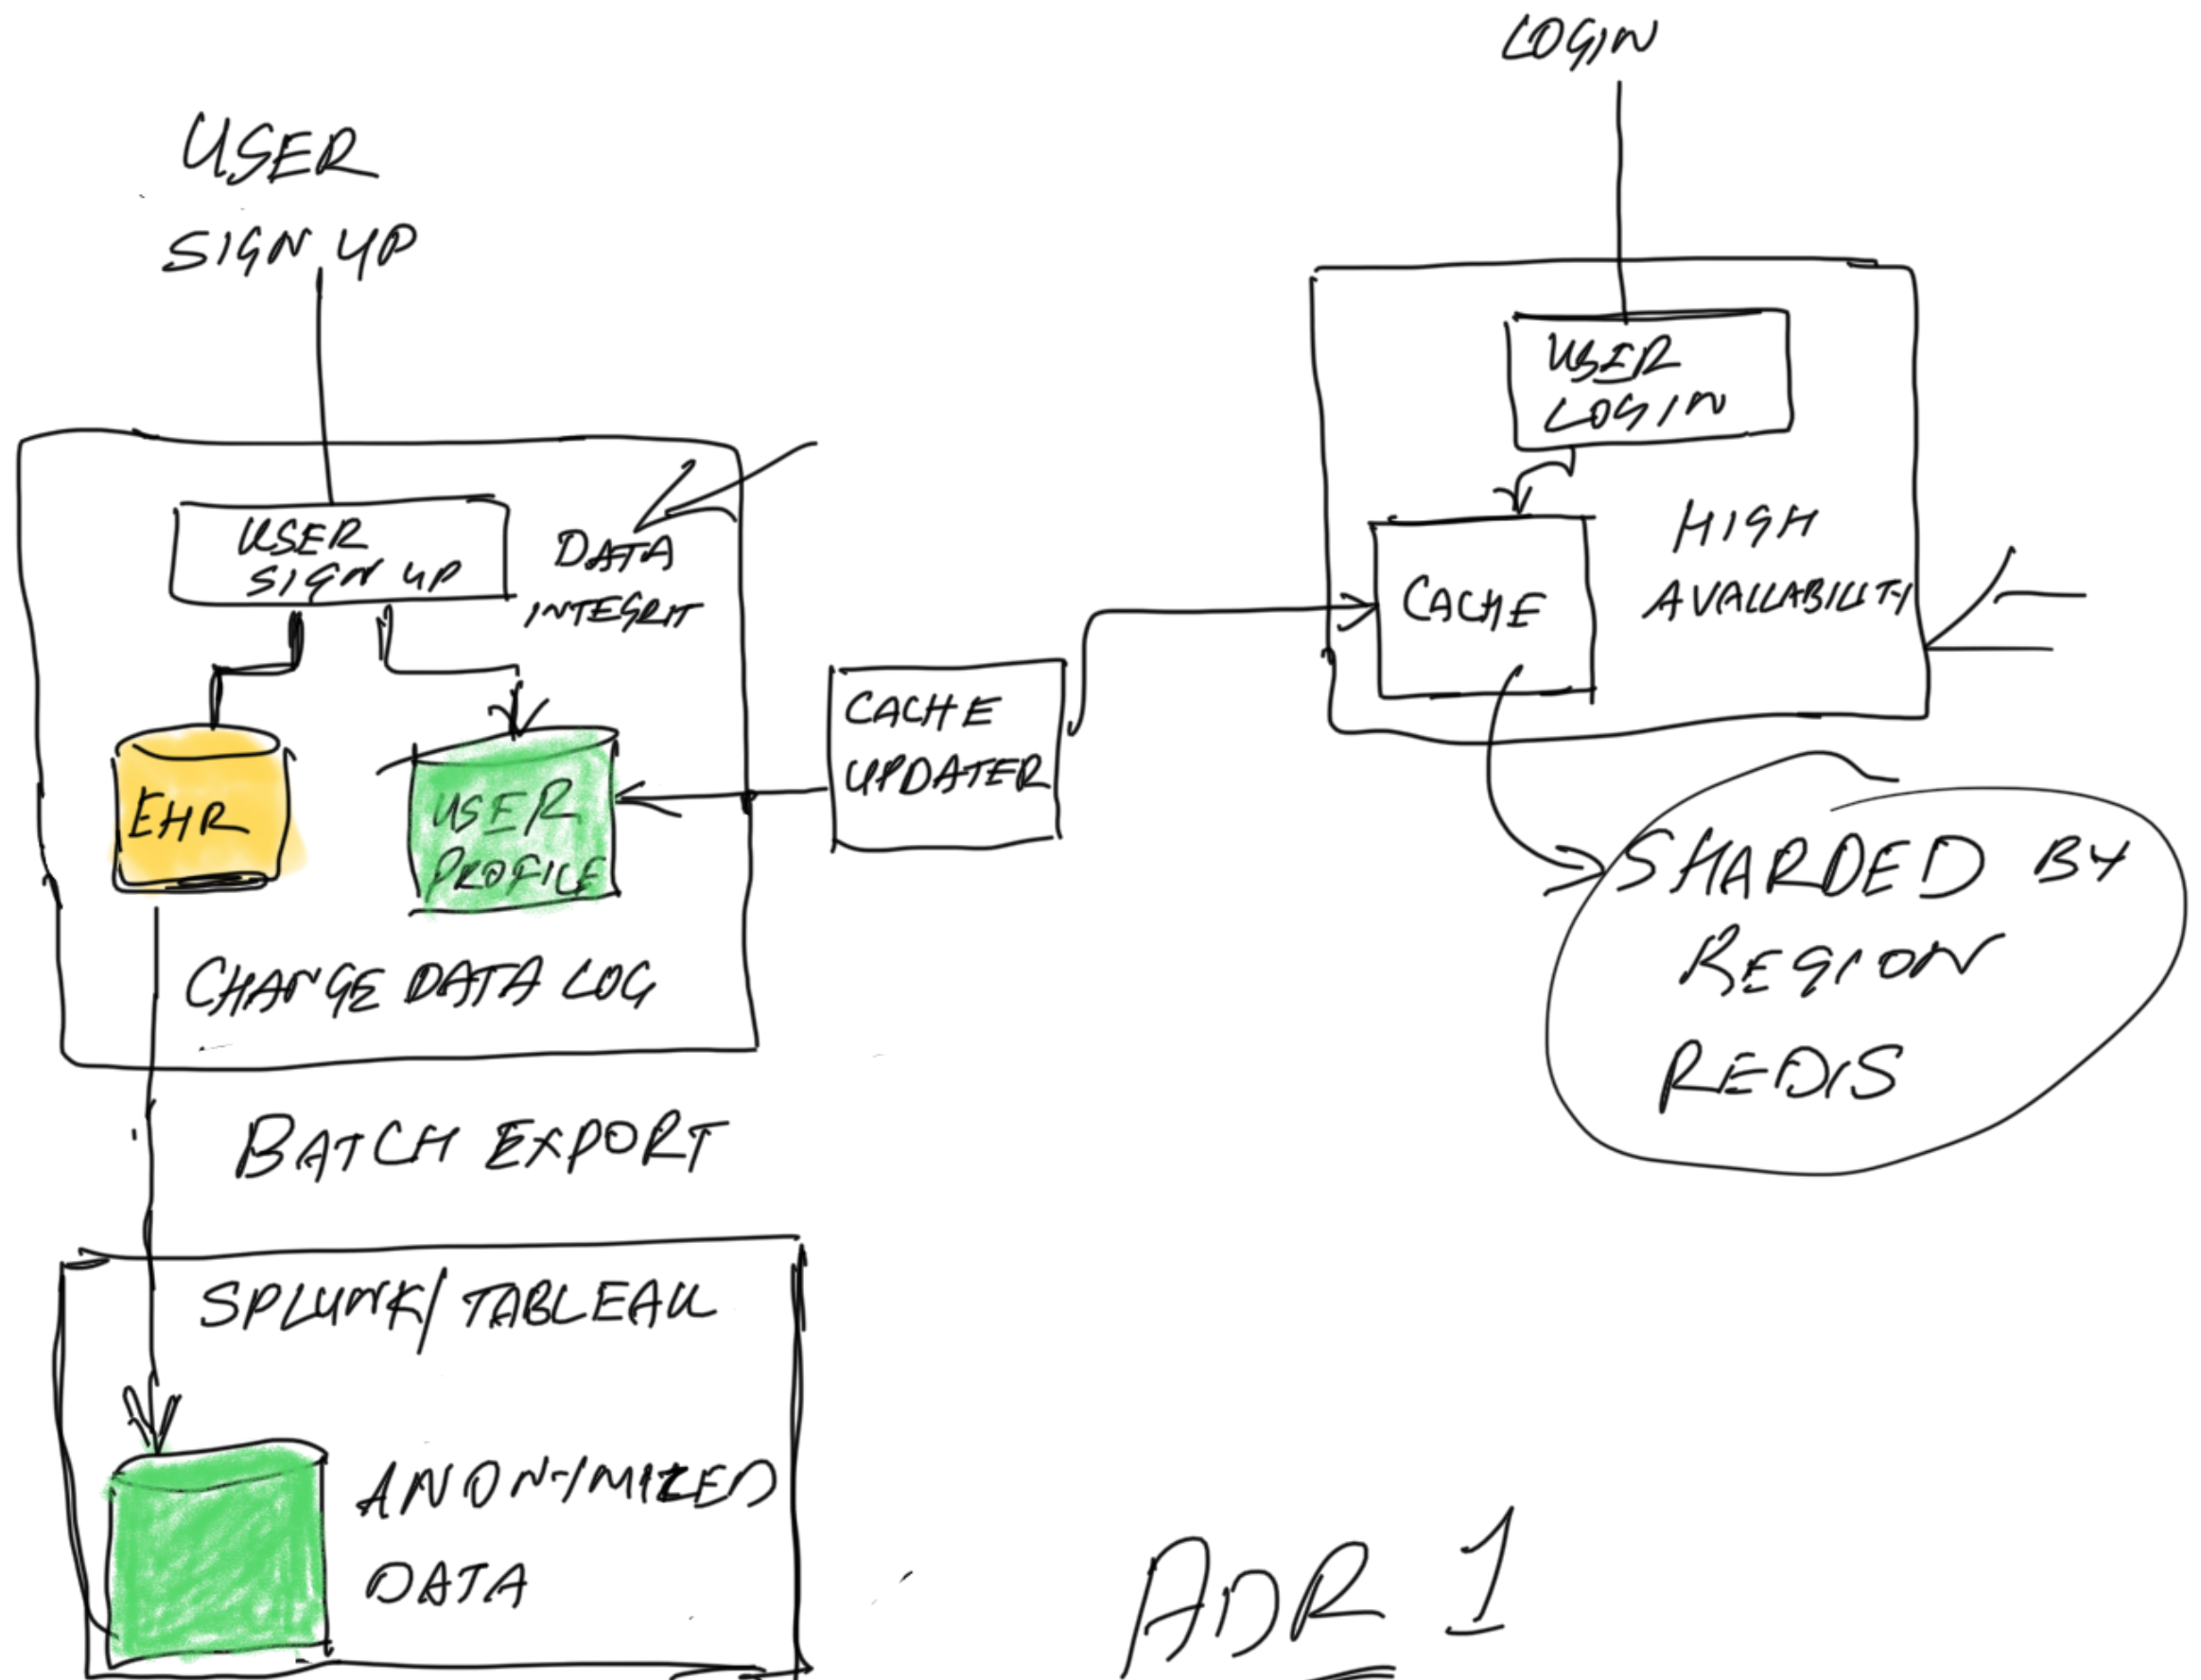 LOGIN
USER
SIGN UP
USER
LOGIN
USER
SIGN UP
DATA
INTEGRIT
HIGH
AVAILABILITY
CACHE
CACHE
UPDATER
EHR
USER
PROFILE
SHARDED BY
REGION
REDIS
CHANGE DATA LOG
BATCH EXPORT
SPLUNK/TABLEAU
ANONYMIZED
DATA
ADR 1